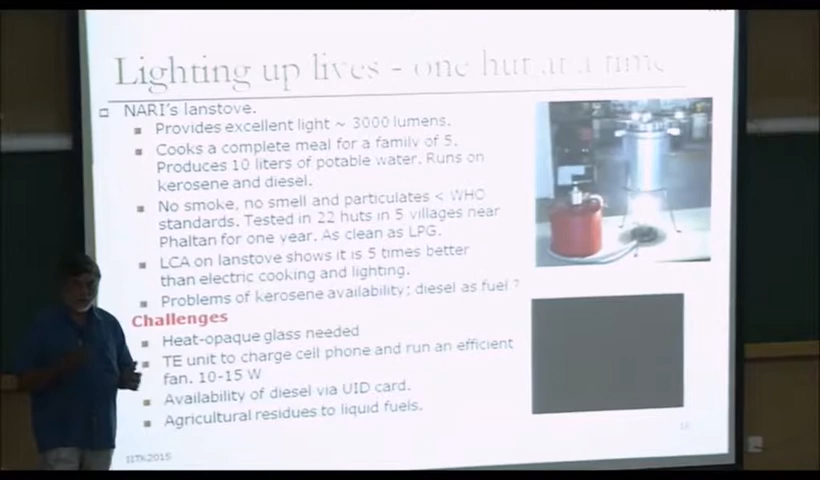 Lighting up lives - one hut at a time
NARI's lanstove.
Provides excellent light ~ 3000 lumens.
Cooks a complete meal for a family of 5.
Produces 10 liters of potable water. Runs on
kerosene and diesel.
No smoke, no smell and particulates < WHO
standards. Tested in 22 huts in 5 villages near
Phaltan for one year. As clean as LPG.
LCA on lanstove shows it is 5 times better
than electric cooking and lighting.
Problems of kerosene availability; diesel as fuel ?
Challenges
Heat-opaque glass needed
TE unit to charge cell phone and run an efficient
fan. 10-15 W
Availability of diesel via UID card.
Agricultural residues to liquid fuels.
IITK2015